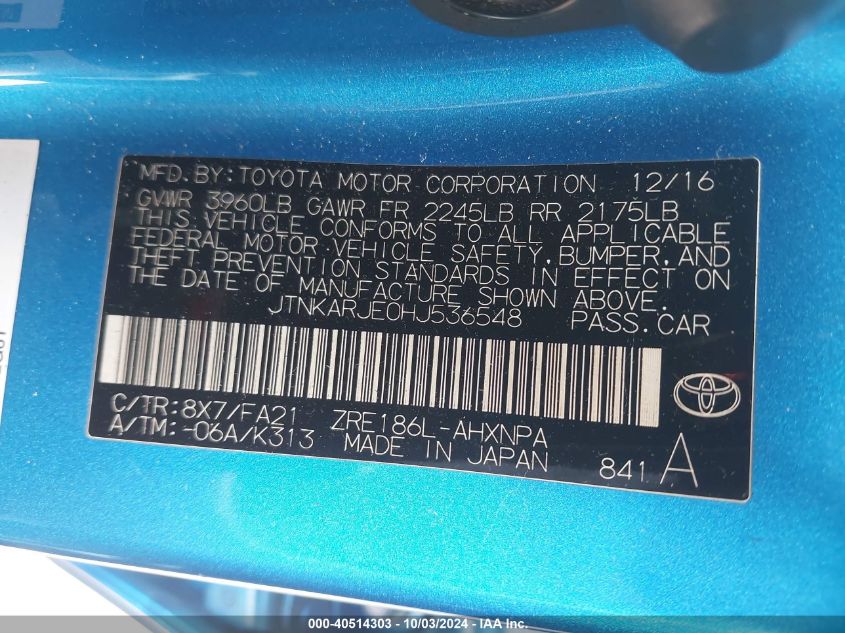 MFD.BY:TOYOTA MOTOR CORPORATION 12/16
GVWR 3960LB GAWR FR 2245LB RR 2175LB
THIS VEHICLE CONFORMS TO ALL APPLICABLE
FEDERAL MOTOR VEHICLE SAFETY,BUMPER,AND
THEFT PREVENTION STANDARDS IN EFFECT ON
THE DATE OF MANUFACTURE SHOWN ABOVE.
JTNKARJE0HJ536548 PASS.CAR
C/TR:8X7/FA21 ZRE186L-AHXNPA
A/TM:-06A/K313 MADE IN JAPAN
841 A
000-40514303 - 10/03/2024 - IAA Inc.